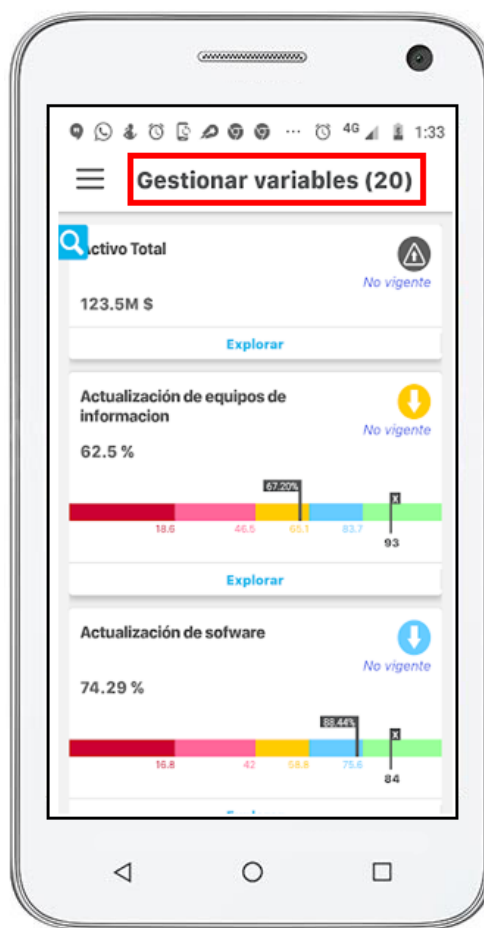 4G 1:33
Gestionar variables (20)
Activo Total
No vigente
123.5M $
Explorar
Actualización de equipos de
informacion
No vigente
62.5 %
67.20%
X
18.6 46.5 65.1 83.7
93
Explorar
Actualización de sofware
No vigente
74.29 %
88.44%
X
16.8 42 58.8 75.6
84